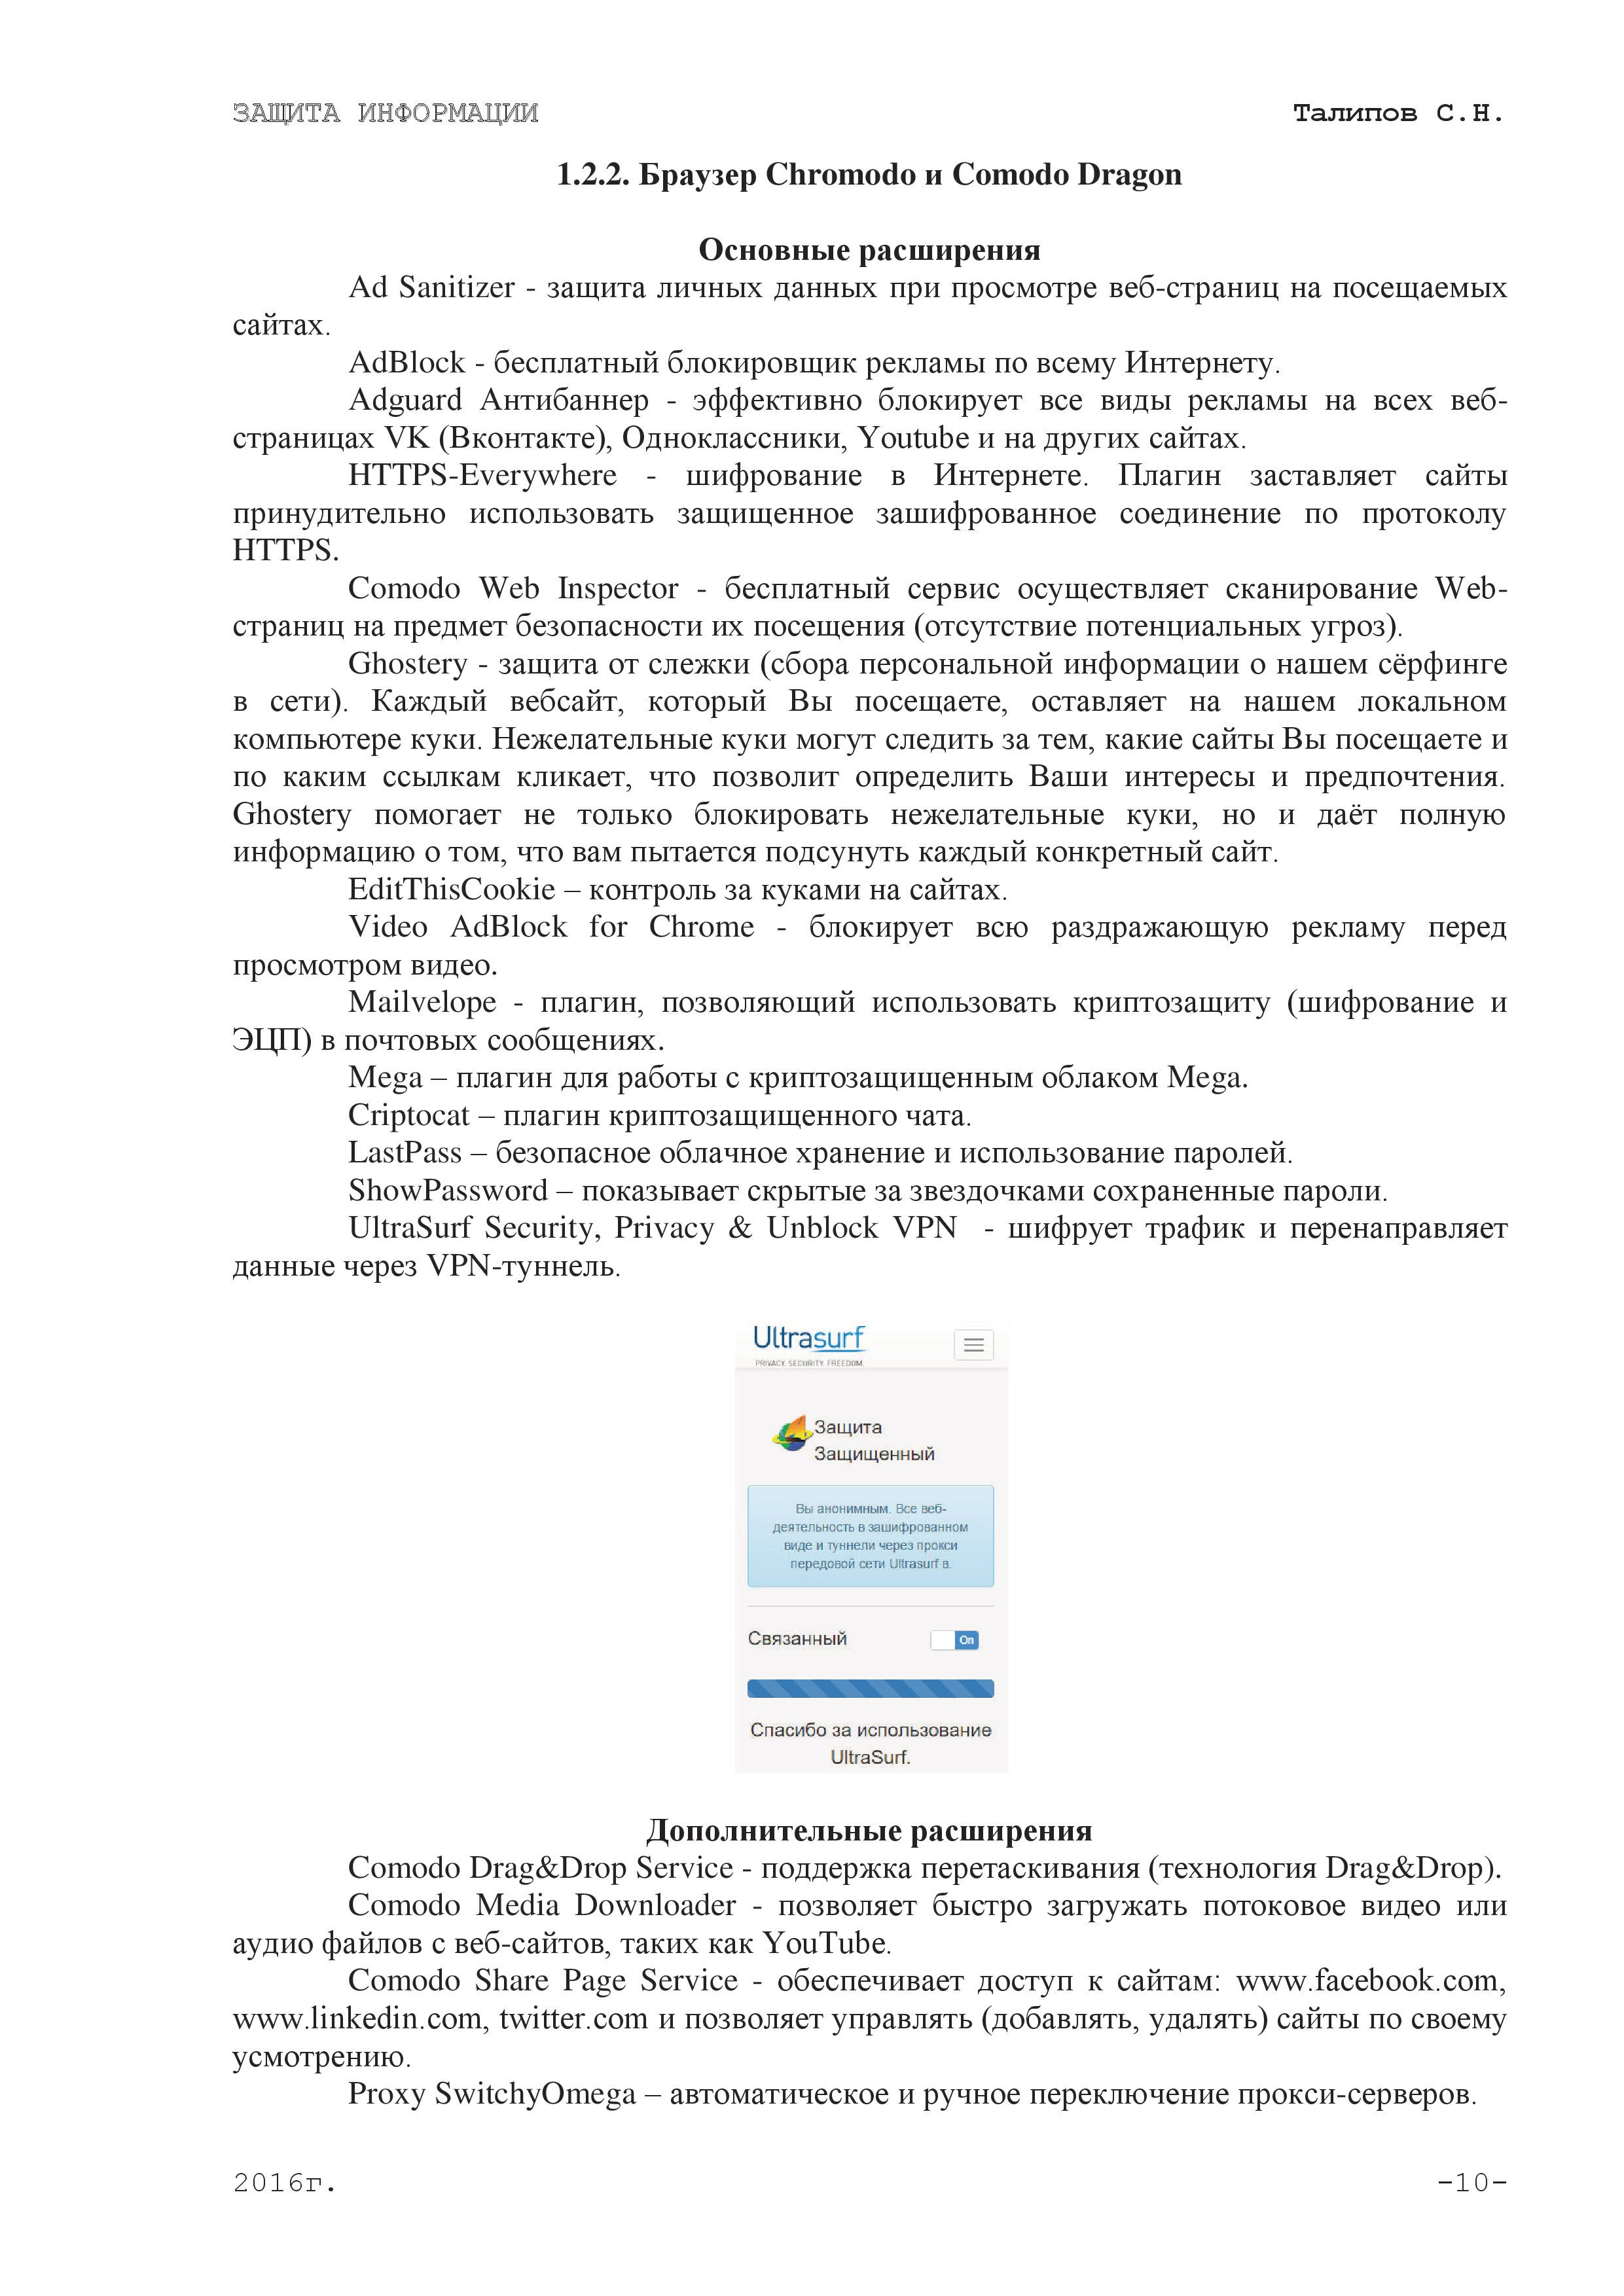 ЗАЩИТА ИНФОРМАЦИИ Талипов С.Н.
1.2.2. Браузер Chromodo и Comodo Dragon
Основные расширения
Ad Sanitizer - защита личных данных при просмотре веб-страниц на посещаемых
сайтах.
AdBlock - бесплатный блокировщик рекламы по всему Интернету.
Adguard Антибаннер - эффективно блокирует все виды рекламы на всех веб-
страницах VK (Вконтакте), Одноклассники, Youtube и на других сайтах.
HTTPS-Everywhere - шифрование в Интернете. Плагин заставляет сайты
принудительно использовать защищенное зашифрованное соединение по протоколу
HTTPS.
Comodo Web Inspector - бесплатный сервис осуществляет сканирование Web-
страниц на предмет безопасности их посещения (отсутствие потенциальных угроз).
Ghostery - защита от слежки (сбора персональной информации о нашем сёрфинге
в сети). Каждый вебсайт, который Вы посещаете, оставляет на нашем локальном
компьютере куки. Нежелательные куки могут следить за тем, какие сайты Вы посещаете и
по каким ссылкам кликает, что позволит определить Ваши интересы и предпочтения.
Ghostery помогает не только блокировать нежелательные куки, но и даёт полную
информацию о том, что вам пытается подсунуть каждый конкретный сайт.
EditThisCookie – контроль за куками на сайтах.
Video AdBlock for Chrome - блокирует всю раздражающую рекламу перед
просмотром видео.
Mailvelope - плагин, позволяющий использовать криптозащиту (шифрование и
ЭЦП) в почтовых сообщениях.
Mega – плагин для работы с криптозащищенным облаком Mega.
Criptocat – плагин криптозащищенного чата.
LastPass – безопасное облачное хранение и использование паролей.
ShowPassword – показывает скрытые за звездочками сохраненные пароли.
UltraSurf Security, Privacy & Unblock VPN - шифрует трафик и перенаправляет
данные через VPN-туннель.
Ultrasurf
PRIVACY. SECURITY. FREEDOM.
Защита
Защищенный
Вы анонимным. Все веб-
деятельность в зашифрованном
виде и туннели через прокси
передовой сети Ultrasurf в.
Связанный On
Спасибо за использование
UltraSurf.
Дополнительные расширения
Comodo Drag&Drop Service - поддержка перетаскивания (технология Drag&Drop).
Comodo Media Downloader - позволяет быстро загружать потоковое видео или
аудио файлов с веб-сайтов, таких как YouTube.
Comodo Share Page Service - обеспечивает доступ к сайтам: www.facebook.com,
www.linkedin.com, twitter.com и позволяет управлять (добавлять, удалять) сайты по своему
усмотрению.
Proxy SwitchyOmega – автоматическое и ручное переключение прокси-серверов.
2016г. -10-